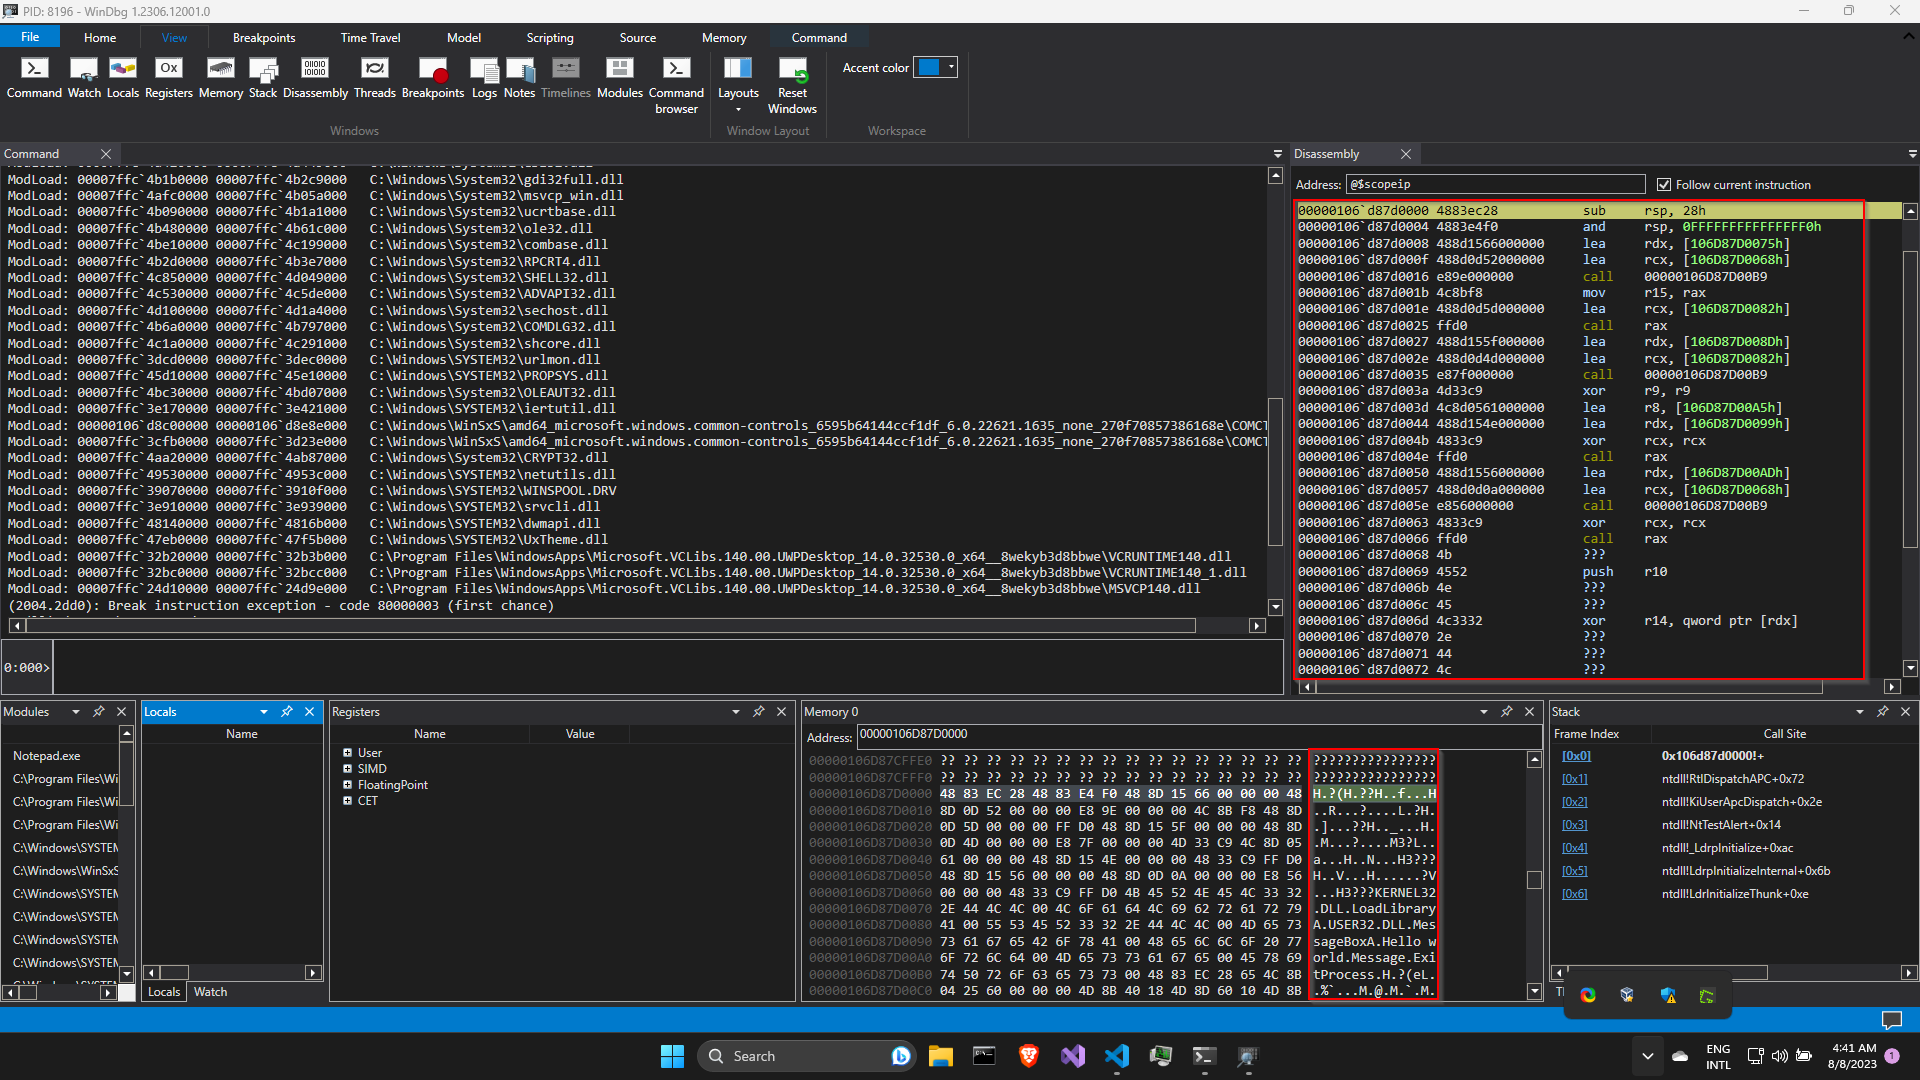 PID: 8196 - WinDbg 1.2306.12001.0
File Home View Breakpoints Time Travel Model Scripting Source Memory Command
Command Watch Locals Registers Memory Stack Disassembly Threads Breakpoints Logs Notes Timelines Modules Command browser Layouts Reset Windows
Accent color
Windows Window Layout Workspace
Command
ModLoad: 00007ffc`4b1b0000 00007ffc`4b2c9000 C:\Windows\System32\gdi32full.dll
ModLoad: 00007ffc`4afc0000 00007ffc`4b05a000 C:\Windows\System32\msvcp_win.dll
ModLoad: 00007ffc`4b090000 00007ffc`4b1a1000 C:\Windows\System32\ucrtbase.dll
ModLoad: 00007ffc`4b480000 00007ffc`4b61c000 C:\Windows\System32\ole32.dll
ModLoad: 00007ffc`4be10000 00007ffc`4c199000 C:\Windows\System32\combase.dll
ModLoad: 00007ffc`4b2d0000 00007ffc`4b3e7000 C:\Windows\System32\RPCRT4.dll
ModLoad: 00007ffc`4c850000 00007ffc`4d049000 C:\Windows\System32\SHELL32.dll
ModLoad: 00007ffc`4c530000 00007ffc`4c5de000 C:\Windows\System32\ADVAPI32.dll
ModLoad: 00007ffc`4d100000 00007ffc`4d1a4000 C:\Windows\System32\sechost.dll
ModLoad: 00007ffc`4b6a0000 00007ffc`4b797000 C:\Windows\System32\COMDLG32.dll
ModLoad: 00007ffc`4c1a0000 00007ffc`4c291000 C:\Windows\System32\shcore.dll
ModLoad: 00007ffc`3dcd0000 00007ffc`3dec0000 C:\Windows\SYSTEM32\urlmon.dll
ModLoad: 00007ffc`45d10000 00007ffc`45e10000 C:\Windows\SYSTEM32\PROPSYS.dll
ModLoad: 00007ffc`4bc30000 00007ffc`4bd07000 C:\Windows\System32\OLEAUT32.dll
ModLoad: 00007ffc`3e170000 00007ffc`3e421000 C:\Windows\SYSTEM32\iertutil.dll
ModLoad: 00000106`d8c00000 00000106`d8e8e000 C:\Windows\WinSxS\amd64_microsoft.windows.common-controls_6595b64144ccf1df_6.0.22621.1635_none_270f70857386168e\COMCT
ModLoad: 00007ffc`3cfb0000 00007ffc`3d23e000 C:\Windows\WinSxS\amd64_microsoft.windows.common-controls_6595b64144ccf1df_6.0.22621.1635_none_270f70857386168e\COMCT
ModLoad: 00007ffc`4aa20000 00007ffc`4ab87000 C:\Windows\System32\CRYPT32.dll
ModLoad: 00007ffc`49530000 00007ffc`4953c000 C:\Windows\SYSTEM32\netutils.dll
ModLoad: 00007ffc`39070000 00007ffc`3910f000 C:\Windows\SYSTEM32\WINSPOOL.DRV
ModLoad: 00007ffc`3e910000 00007ffc`3e939000 C:\Windows\SYSTEM32\srvcli.dll
ModLoad: 00007ffc`48140000 00007ffc`4816b000 C:\Windows\SYSTEM32\dwmapi.dll
ModLoad: 00007ffc`47eb0000 00007ffc`47f5b000 C:\Windows\SYSTEM32\UxTheme.dll
ModLoad: 00007ffc`32b20000 00007ffc`32b3b000 C:\Program Files\WindowsApps\Microsoft.VCLibs.140.00.UWPDesktop_14.0.32530.0_x64__8wekyb3d8bbwe\VCRUNTIME140.dll
ModLoad: 00007ffc`32bc0000 00007ffc`32bcc000 C:\Program Files\WindowsApps\Microsoft.VCLibs.140.00.UWPDesktop_14.0.32530.0_x64__8wekyb3d8bbwe\VCRUNTIME140_1.dll
ModLoad: 00007ffc`24d10000 00007ffc`24d9e000 C:\Program Files\WindowsApps\Microsoft.VCLibs.140.00.UWPDesktop_14.0.32530.0_x64__8wekyb3d8bbwe\MSVCP140.dll
(2004.2dd0): Break instruction exception - code 80000003 (first chance)
0:000>
Disassembly
Address: @$scopeip Follow current instruction
00000106`d87d0000 4883ec28 sub rsp, 28h
00000106`d87d0004 4883e4f0 and rsp, 0FFFFFFFFFFFFFFF0h
00000106`d87d0008 488d1566000000 lea rdx, [106D87D0075h]
00000106`d87d000f 488d0d52000000 lea rcx, [106D87D0068h]
00000106`d87d0016 e89e000000 call 00000106D87D00B9
00000106`d87d001b 4c8bf8 mov r15, rax
00000106`d87d001e 488d0d5d000000 lea rcx, [106D87D0082h]
00000106`d87d0025 ffd0 call rax
00000106`d87d0027 488d155f000000 lea rdx, [106D87D008Dh]
00000106`d87d002e 488d0d4d000000 lea rcx, [106D87D0082h]
00000106`d87d0035 e87f000000 call 00000106D87D00B9
00000106`d87d003a 4d33c9 xor r9, r9
00000106`d87d003d 4c8d0561000000 lea r8, [106D87D00A5h]
00000106`d87d0044 488d154e000000 lea rdx, [106D87D0099h]
00000106`d87d004b 4833c9 xor rcx, rcx
00000106`d87d004e ffd0 call rax
00000106`d87d0050 488d1556000000 lea rdx, [106D87D00ADh]
00000106`d87d0057 488d0d0a000000 lea rcx, [106D87D0068h]
00000106`d87d005e e856000000 call 00000106D87D00B9
00000106`d87d0063 4833c9 xor rcx, rcx
00000106`d87d0066 ffd0 call rax
00000106`d87d0068 4b ???
00000106`d87d0069 4552 push r10
00000106`d87d006b 4e ???
00000106`d87d006c 45 ???
00000106`d87d006d 4c3332 xor r14, qword ptr [rdx]
00000106`d87d0070 2e ???
00000106`d87d0071 44 ???
00000106`d87d0072 4c ???
Modules
Notepad.exe
C:\Program Files\Wi
C:\Program Files\Wi
C:\Program Files\Wi
C:\Windows\SYSTEM
C:\Windows\WinSxS
C:\Windows\SYSTEM
C:\Windows\SYSTEM
C:\Windows\SYSTEM
C:\Windows\SYSTEM
Locals
Name
Locals Watch
Registers
Name Value
User
SIMD
FloatingPoint
CET
Memory 0
Address: 00000106D87D0000
00000106D87CFFE0 ?? ?? ?? ?? ?? ?? ?? ?? ?? ?? ?? ?? ?? ?? ?? ?? ????????????????
00000106D87CFFF0 ?? ?? ?? ?? ?? ?? ?? ?? ?? ?? ?? ?? ?? ?? ?? ?? ????????????????
00000106D87D0000 48 83 EC 28 48 83 E4 F0 48 8D 15 66 00 00 00 48 H.?(H.??H..f...H
00000106D87D0010 8D 0D 52 00 00 00 E8 9E 00 00 00 4C 8B F8 48 8D ..R...?....L.?H.
00000106D87D0020 0D 5D 00 00 00 FF D0 48 8D 15 5F 00 00 00 48 8D .]...??H.._...H.
00000106D87D0030 0D 4D 00 00 00 E8 7F 00 00 00 4D 33 C9 4C 8D 05 .M...?....M3?L..
00000106D87D0040 61 00 00 00 48 8D 15 4E 00 00 00 48 33 C9 FF D0 a...H..N...H3???
00000106D87D0050 48 8D 15 56 00 00 00 48 8D 0D 0A 00 00 00 E8 56 H..V...H......?V
00000106D87D0060 00 00 00 48 33 C9 FF D0 4B 45 52 4E 45 4C 33 32 ...H3???KERNEL32
00000106D87D0070 2E 44 4C 4C 00 4C 6F 61 64 4C 69 62 72 61 72 79 .DLL.LoadLibrary
00000106D87D0080 41 00 55 53 45 52 33 32 2E 44 4C 4C 00 4D 65 73 A.USER32.DLL.Mes
00000106D87D0090 73 61 67 65 42 6F 78 41 00 48 65 6C 6C 6F 20 77 sageBoxA.Hello w
00000106D87D00A0 6F 72 6C 64 00 4D 65 73 73 61 67 65 00 45 78 69 orld.Message.Exi
00000106D87D00B0 74 50 72 6F 63 65 73 73 00 48 83 EC 28 65 4C 8B tProcess.H.?(eL.
00000106D87D00C0 04 25 60 00 00 00 4D 8B 40 18 4D 8D 60 10 4D 8B .%`...M.@.M.`.M.
Stack
Frame Index Call Site
[0x0] 0x106d87d0000!+
[0x1] ntdll!RtlDispatchAPC+0x72
[0x2] ntdll!KiUserApcDispatch+0x2e
[0x3] ntdll!NtTestAlert+0x14
[0x4] ntdll!_LdrpInitialize+0xac
[0x5] ntdll!LdrpInitializeInternal+0x6b
[0x6] ntdll!LdrInitializeThunk+0xe
Search
ENG
INTL
4:41 AM
8/8/2023
1